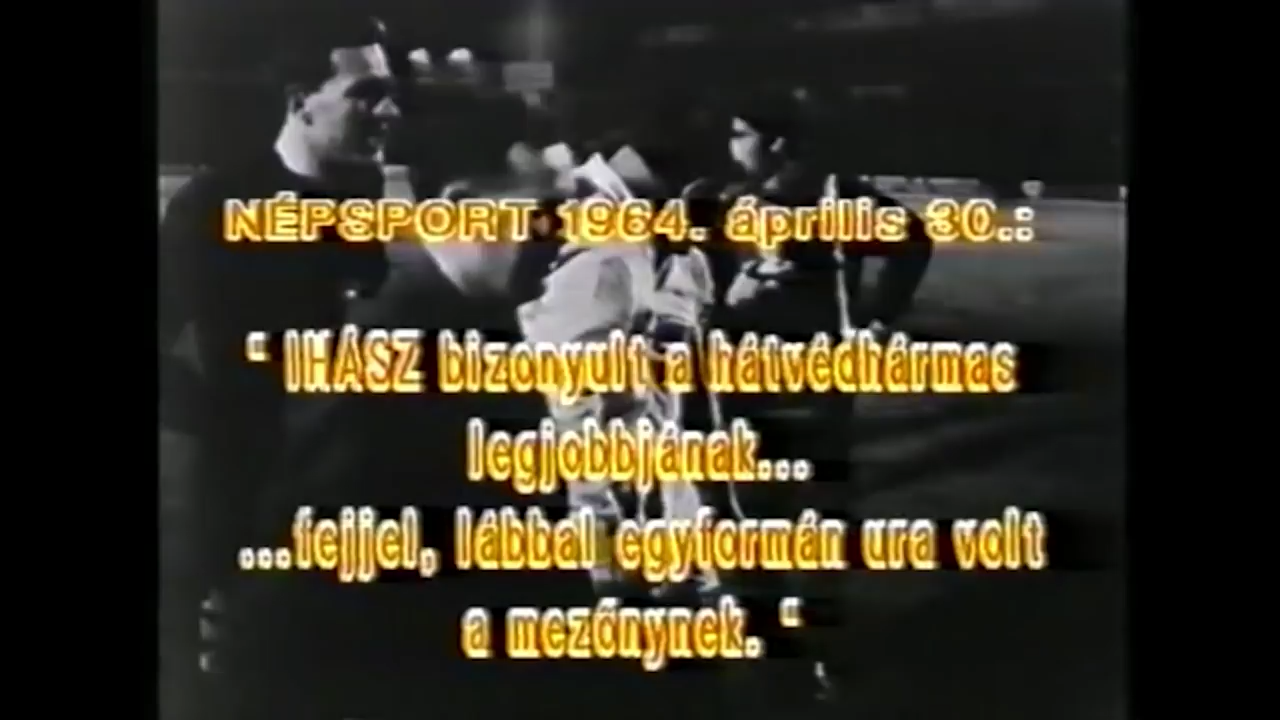 NÉPSPORT 1964. április 30.:
" IHÁSZ bizonyult a hátvédhármas
legjobbjának...
...fejjel, lábbal egyformán ura volt
a mezőnynek. "